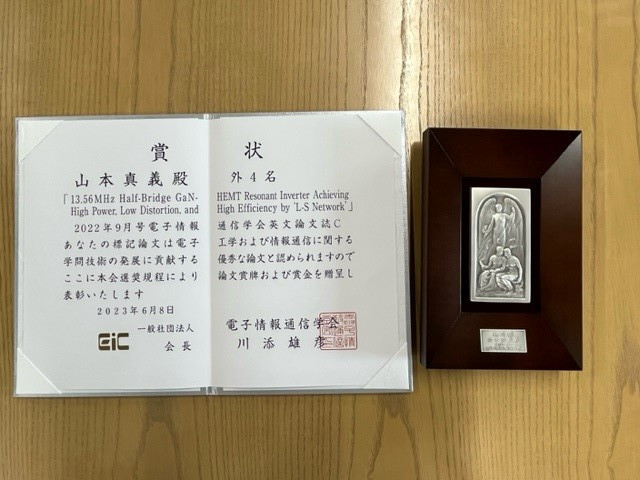 賞状
山本真義殿 外4名
「13.56MHz Half-Bridge GaN-HEMT Resonant Inverter Achieving
High Power, Low Distortion, and High Efficiency by 'L-S Network'」
2022年9月号電子情報通信学会英文論文誌C
あなたの標記論文は電子工学および情報通信に関する
学問技術の発展に貢献する優秀な論文と認められますので
ここに本会選奨規程により論文賞牌および賞金を贈呈し
表彰いたします
2023年6月8日
EiC
一般社団法人 電子情報通信学会
会長 川添雄彦